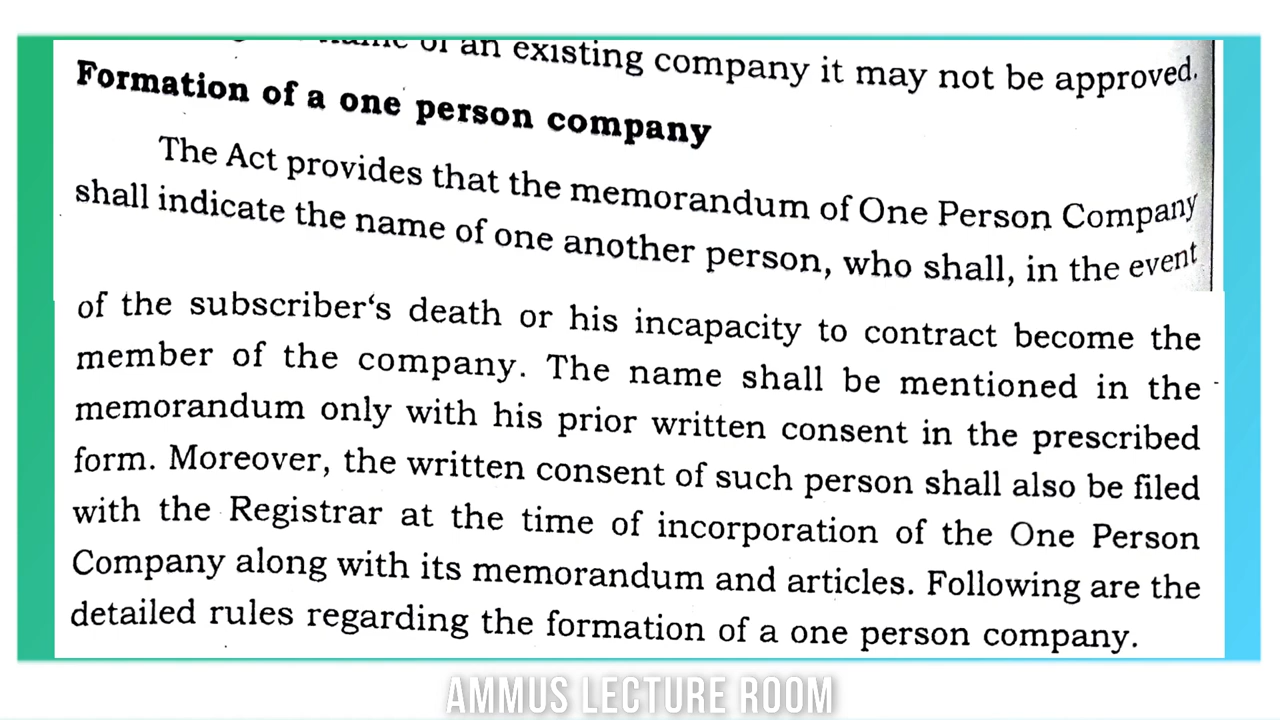 name of an existing company it may not be approved.
Formation of a one person company
The Act provides that the memorandum of One Person Company
shall indicate the name of one another person, who shall, in the event
of the subscriber‘s death or his incapacity to contract become the
member of the company. The name shall be mentioned in the
memorandum only with his prior written consent in the prescribed
form. Moreover, the written consent of such person shall also be filed
with the Registrar at the time of incorporation of the One Person
Company along with its memorandum and articles. Following are the
detailed rules regarding the formation of a one person company.
AMMUS LECTURE ROOM